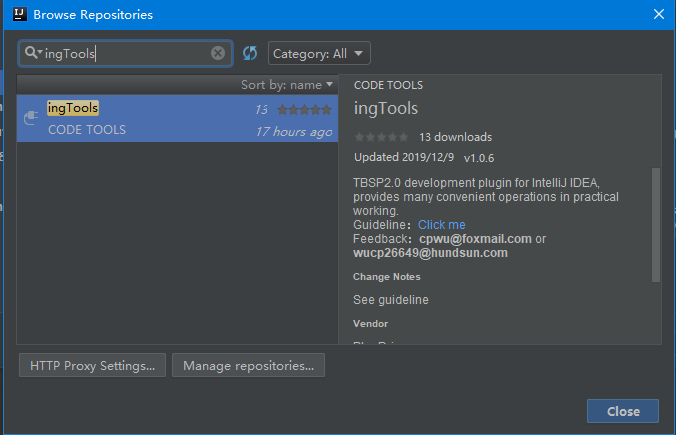 IJ Browse Repositories
ingTools
Category: All
Sort by: name
ingTools 13
CODE TOOLS 17 hours ago
CODE TOOLS
ingTools
13 downloads
Updated 2019/12/9 v1.0.6
TBSP2.0 development plugin for IntelliJ IDEA,
provides many convenient operations in practical
working.
Guideline: Click me
Feedback: cpwu@foxmail.com or
wucp26649@hundsun.com
Change Notes
See guideline
Vendor
HTTP Proxy Settings...
Manage repositories...
Close